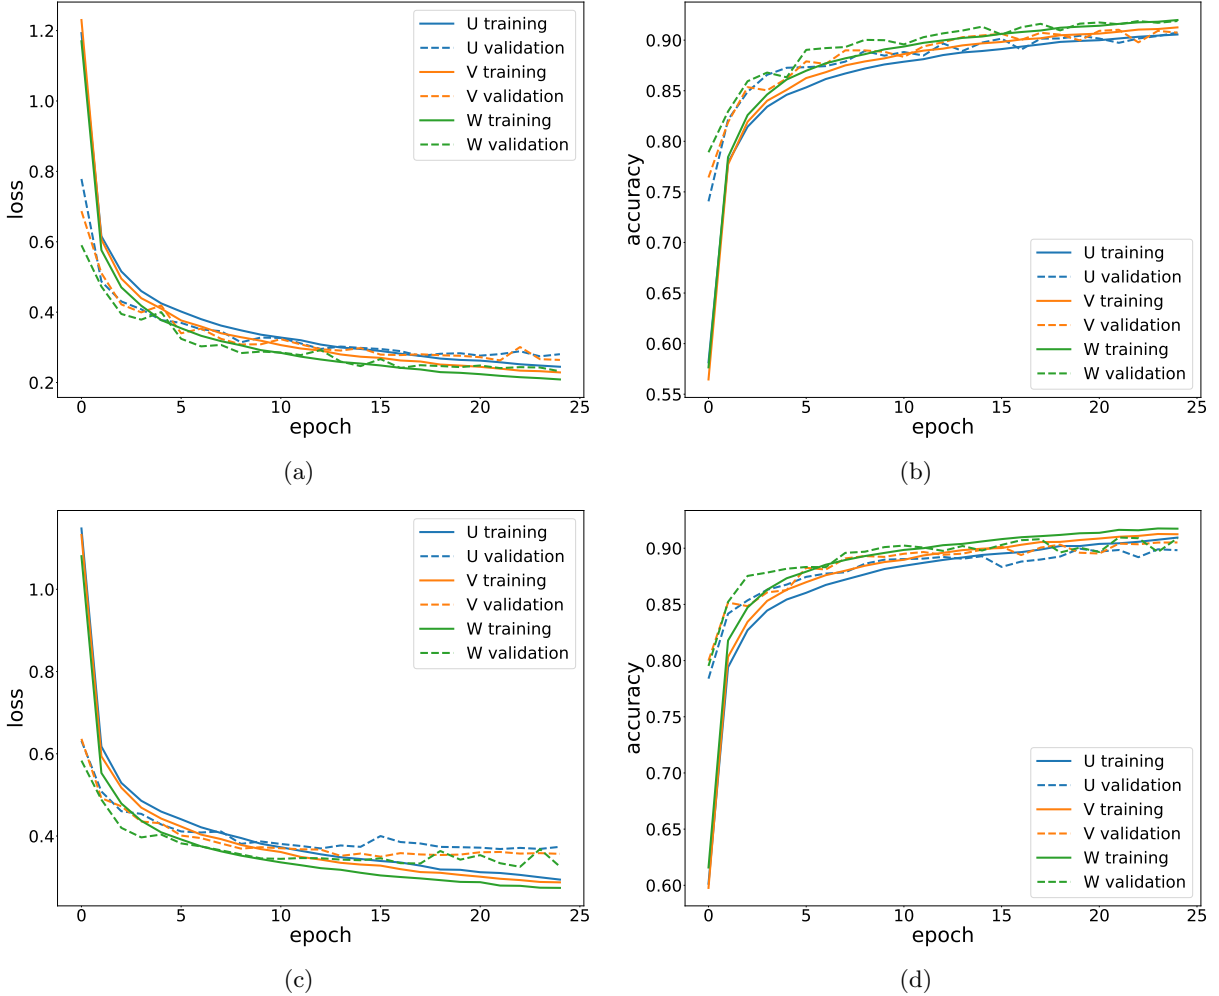 1.2
1.0
0.8
0.6
0.4
0.2
loss
0
5
10
15
20
25
epoch
U training
U validation
V training
V validation
W training
W validation
(a)
0.90
0.85
0.80
0.75
0.70
0.65
0.60
0.55
accuracy
0
5
10
15
20
25
epoch
U training
U validation
V training
V validation
W training
W validation
(b)
1.0
0.8
0.6
0.4
loss
0
5
10
15
20
25
epoch
U training
U validation
V training
V validation
W training
W validation
(c)
0.90
0.85
0.80
0.75
0.70
0.65
0.60
accuracy
0
5
10
15
20
25
epoch
U training
U validation
V training
V validation
W training
W validation
(d)